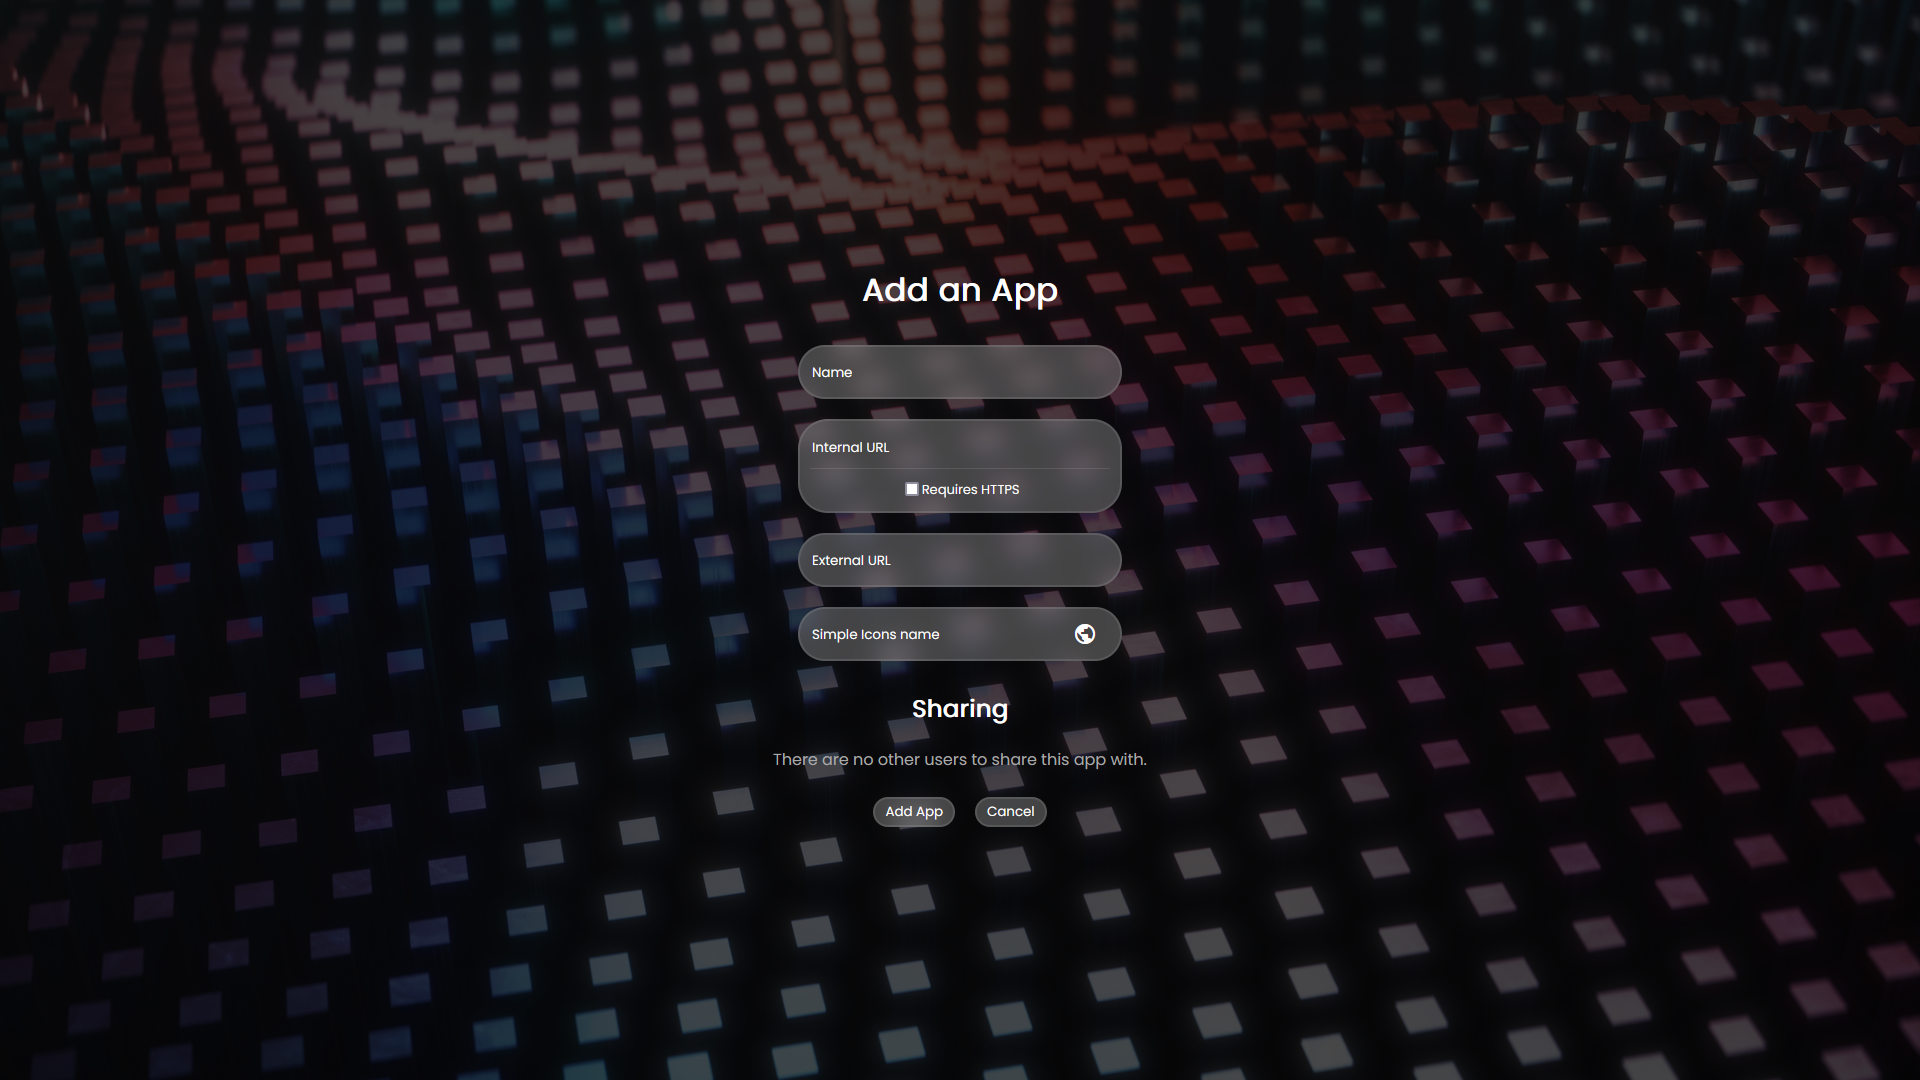 Add an App
Name
Internal URL
Requires HTTPS
External URL
Simple Icons name
Sharing
There are no other users to share this app with.
Add App
Cancel